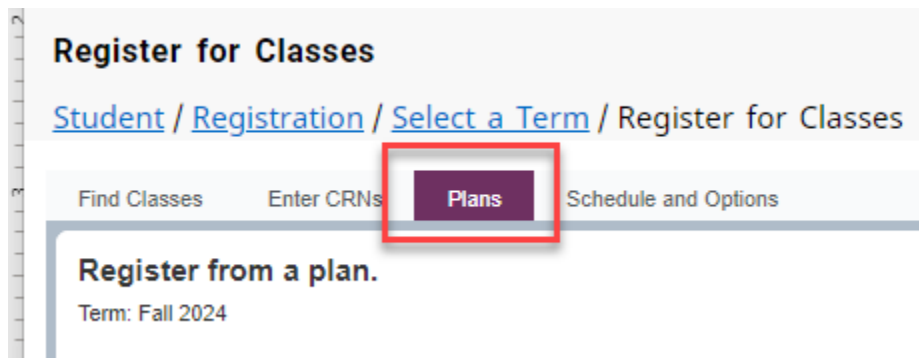 Register for Classes
Student / Registration / Select a Term / Register for Classes
Find Classes Enter CRNs Plans Schedule and Options
Register from a plan.
Term: Fall 2024